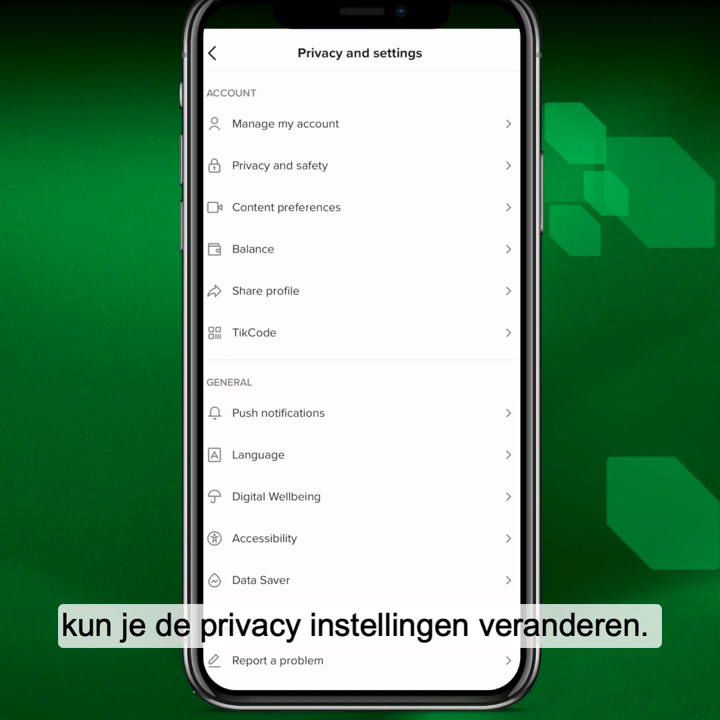 Privacy and settings
ACCOUNT
Manage my account
Privacy and safety
Content preferences
Balance
Share profile
TikCode
GENERAL
Push notifications
Language
Digital Wellbeing
Accessibility
Data Saver
kun je de privacy instellingen veranderen.
Report a problem